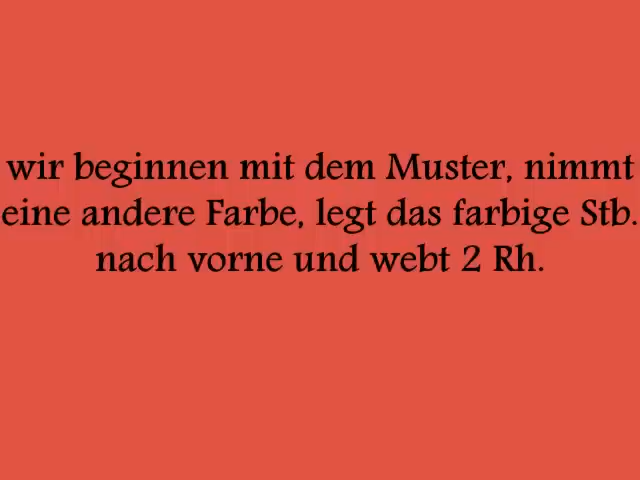 wir beginnen mit dem Muster, nimmt
eine andere Farbe, legt das farbige Stb.
nach vorne und webt 2 Rh.